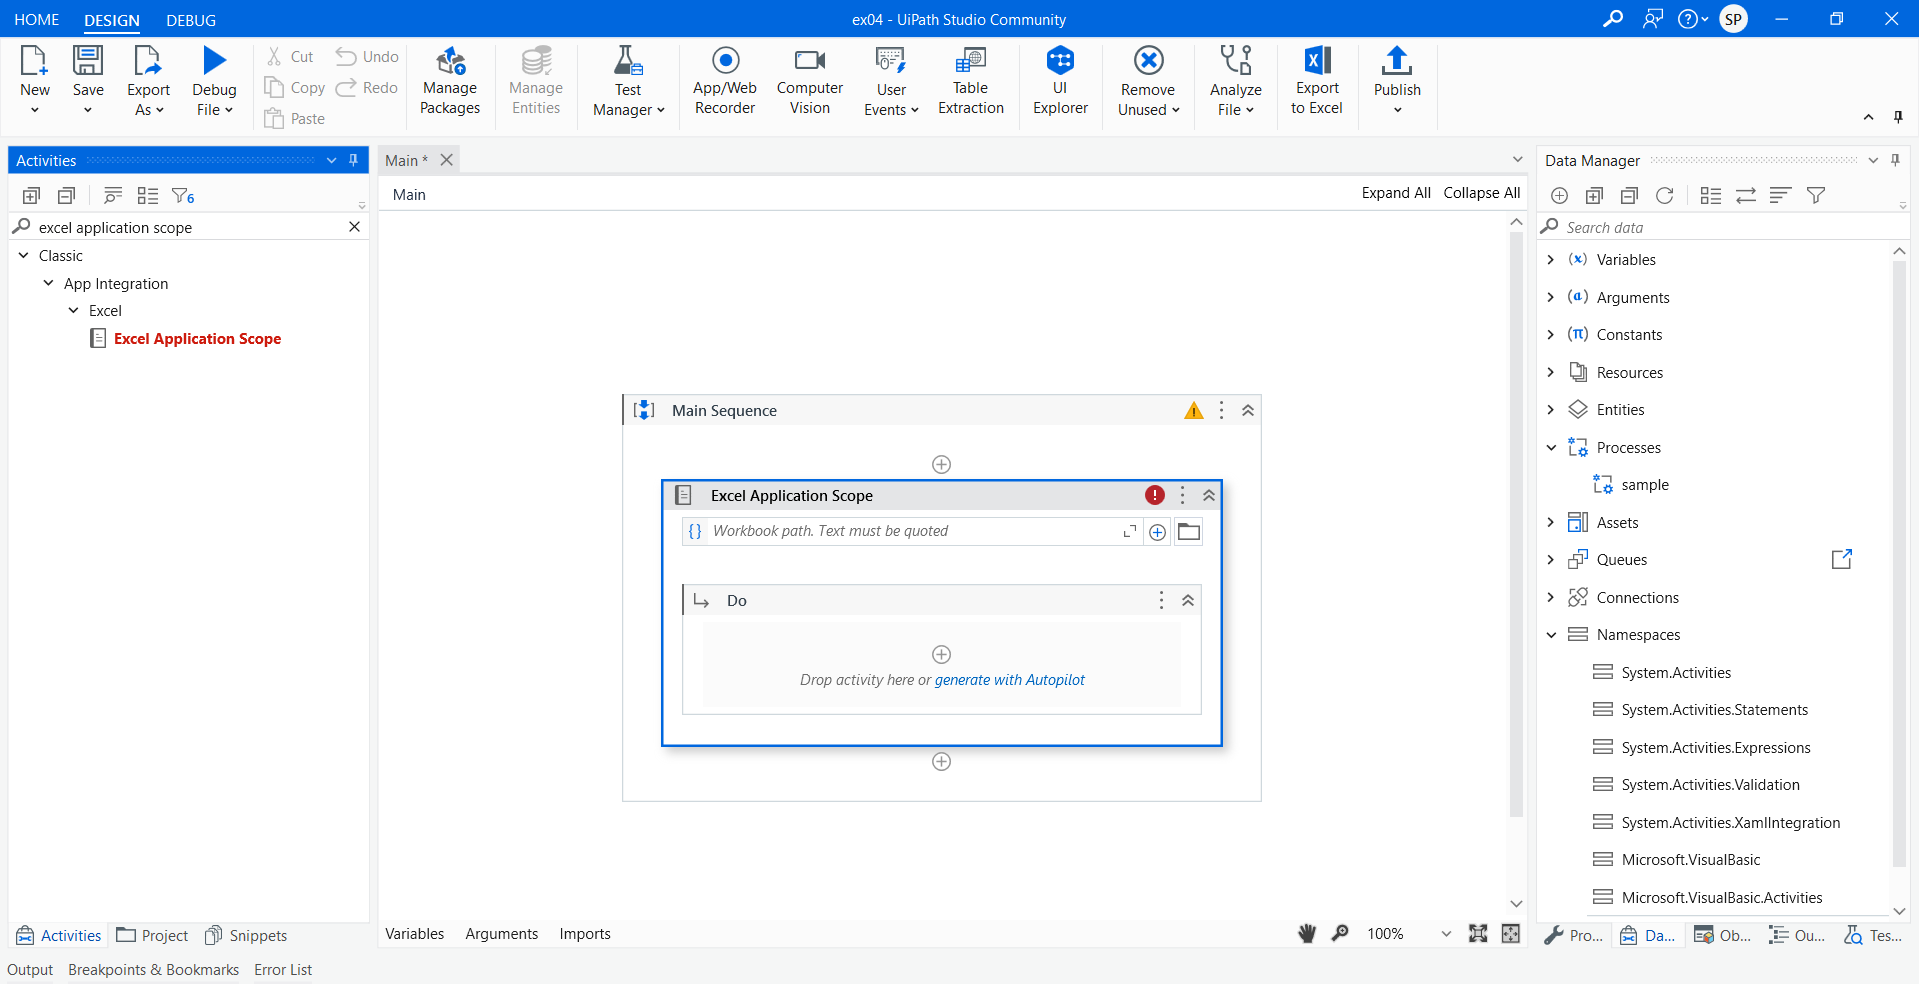 HOME DESIGN DEBUG
ex04 - UiPath Studio Community
SP
New
Save
Export
As
Debug
File
Cut
Copy
Paste
Undo
Redo
Manage
Packages
Manage
Entities
Test
Manager
App/Web
Recorder
Computer
Vision
User
Events
Table
Extraction
UI
Explorer
Remove
Unused
Analyze
File
Export
to Excel
Publish
Activities
6
excel application scope
Classic
App Integration
Excel
Excel Application Scope
Main *
Main
Expand All Collapse All
Main Sequence
Excel Application Scope
Workbook path. Text must be quoted
Do
Drop activity here or generate with Autopilot
Variables Arguments Imports
100%
Data Manager
Search data
Variables
Arguments
Constants
Resources
Entities
Processes
sample
Assets
Queues
Connections
Namespaces
System.Activities
System.Activities.Statements
System.Activities.Expressions
System.Activities.Validation
System.Activities.XamlIntegration
Microsoft.VisualBasic
Microsoft.VisualBasic.Activities
Activities Project Snippets
Pro... Da... Ob... Ou... Tes...
Output Breakpoints & Bookmarks Error List